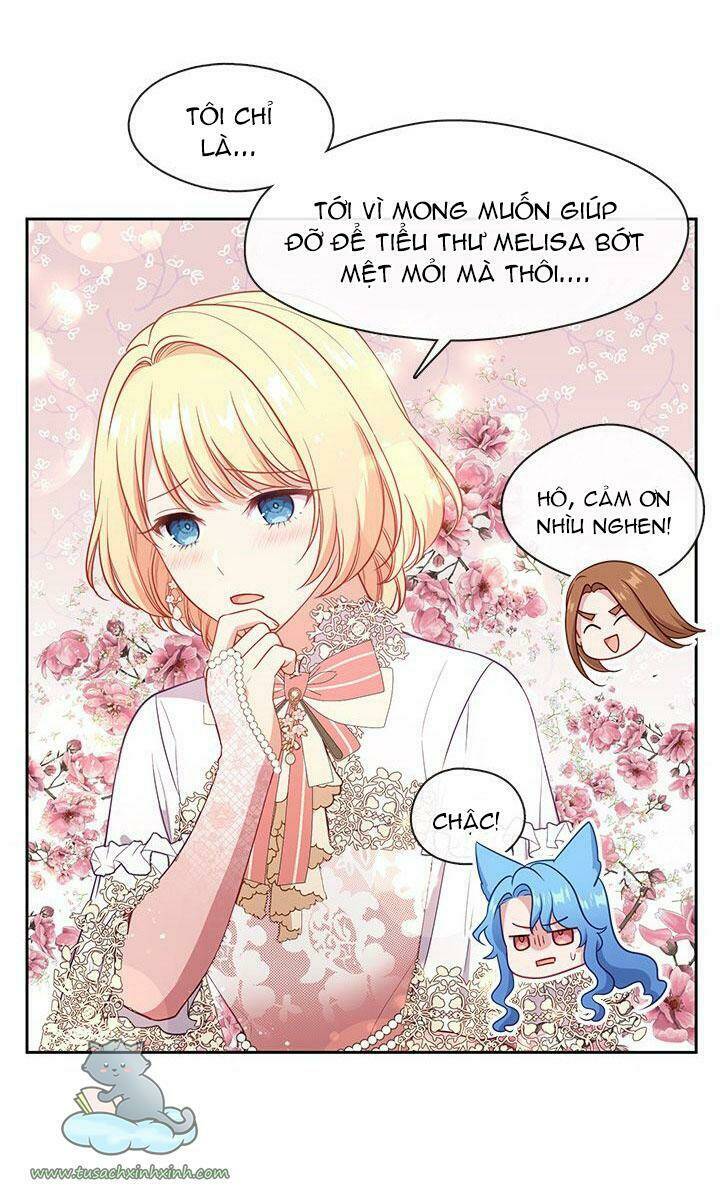 TÔI CHỈ
LÀ...
TỚI VÌ MONG MUỐN GIÚP
ĐỠ ĐỂ TIỂU THƯ MELISA BỚT
MỆT MỎI MÀ THÔI....
HÔ, CẢM ƠN
NHÌU NGHEN!
CHẬC!
www.tusachxinhxinh.com